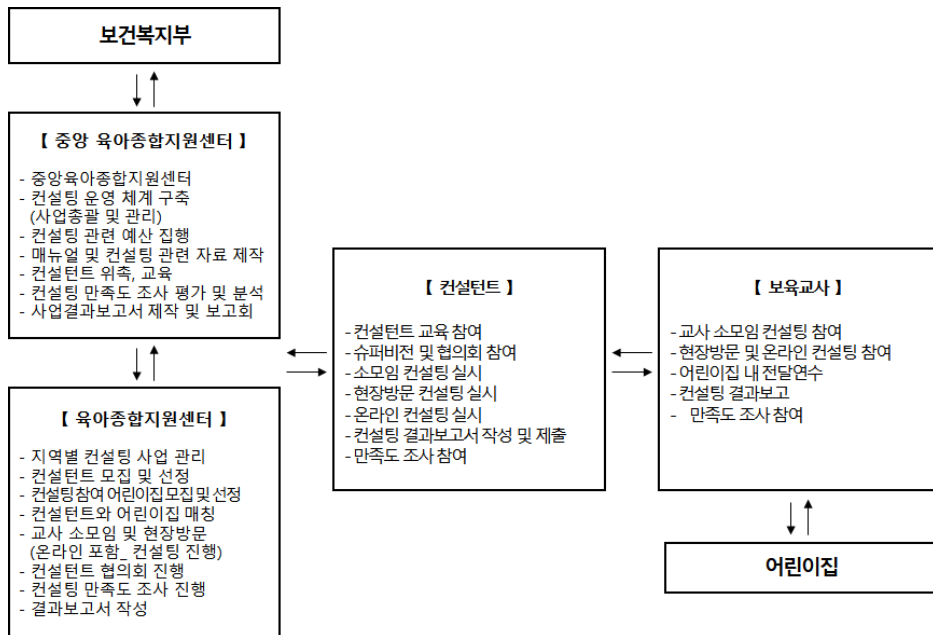 보건복지부
【 중앙 육아종합지원센터 】
- 중앙육아종합지원센터
- 컨설팅 운영 체계 구축
(사업총괄 및 관리)
- 컨설팅 관련 예산 집행
- 매뉴얼 및 컨설팅 관련 자료 제작
- 컨설턴트 위촉, 교육
- 컨설팅 만족도 조사 평가 및 분석
- 사업결과보고서 제작 및 보고회
【 육아종합지원센터 】
- 지역별 컨설팅 사업 관리
- 컨설턴트 모집 및 선정
- 컨설팅참여 어린이집 모집 및 선정
- 컨설턴트와 어린이집 매칭
- 교사 소모임 및 현장방문
(온라인 포함_ 컨설팅 진행)
- 컨설턴트 협의회 진행
- 컨설팅 만족도 조사 진행
- 결과보고서 작성
【 컨설턴트 】
- 컨설턴트 교육 참여
- 슈퍼비전 및 협의회 참여
- 소모임 컨설팅 실시
- 현장방문 컨설팅 실시
- 온라인 컨설팅 실시
- 컨설팅 결과보고서 작성 및 제출
- 만족도 조사 참여
【 보육교사 】
- 교사 소모임 컨설팅 참여
- 현장방문 및 온라인 컨설팅 참여
- 어린이집 내 전달연수
- 컨설팅 결과보고
- 만족도 조사 참여
어린이집